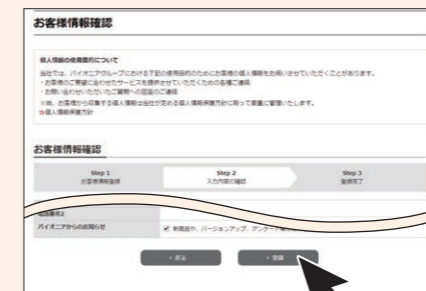 お客様情報確認
個人情報の使用目的について
当社では、パイオニアグループにおける下記の使用目的のためにお客様の個人情報をお伺いさせていただくことがあります。
・お客様のご要望に合わせたサービスを提供させていただくための各種ご連絡
・お問い合わせいただいたご質問への回答のご連絡
※尚、お客様から収集する個人情報は当社が定める個人情報保護方針に則って厳重に管理いたします。
個人情報保護方針
お客様情報確認
Step 1
お客様情報登録
Step 2
入力内容の確認
Step 3
登録完了
電話番号2
パイオニアからのお知らせ
新商品や、バージョンアップ、アンケート
戻る
登録